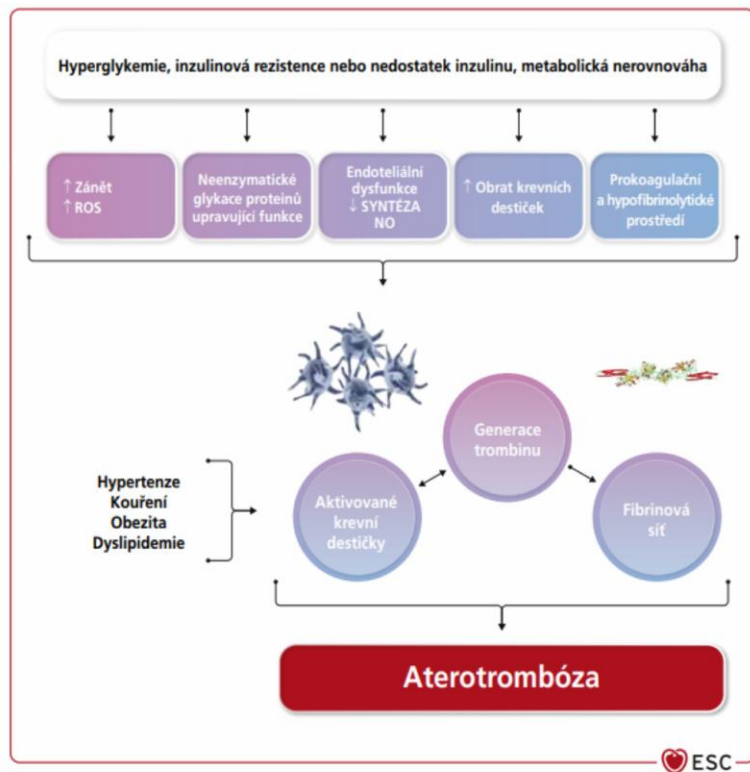 Hyperglykemie, inzulinová rezistence nebo nedostatek inzulinu, metabolická nerovnováha
↑ Zánět
↑ ROS
Neenzymatické
glykace proteinů
upravující funkce
Endoteliální
dysfunkce
↓ SYNTÉZA
NO
↑ Obrat krevních
destiček
Prokoagulační
a hypofibrinolytické
prostředí
Generace
trombinu
Hypertenze
Kouření
Obezita
Dyslipidemie
Aktivované
krevní
destičky
Fibrinová
síť
Aterotrombóza
ESC